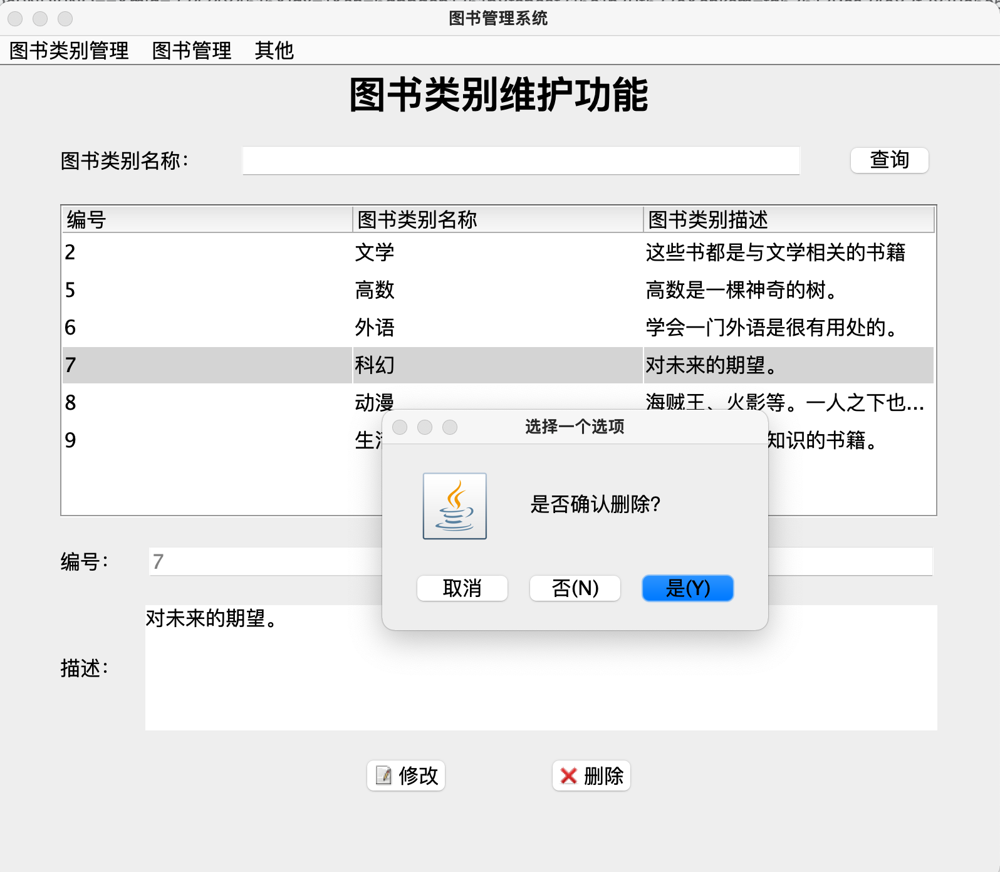 图书管理系统
图书类别管理 图书管理 其他
图书类别维护功能
图书类别名称： 查询
编号 图书类别名称 图书类别描述
2 文学 这些书都是与文学相关的书籍
5 高数 高数是一棵神奇的树。
6 外语 学会一门外语是很有用处的。
7 科幻 对未来的期望。
8 动漫 海贼王、火影等。一人之下也...
9 生 知识的书籍。
选择一个选项
是否确认删除?
取消 否(N) 是(Y)
编号： 7
描述： 对未来的期望。
修改 删除